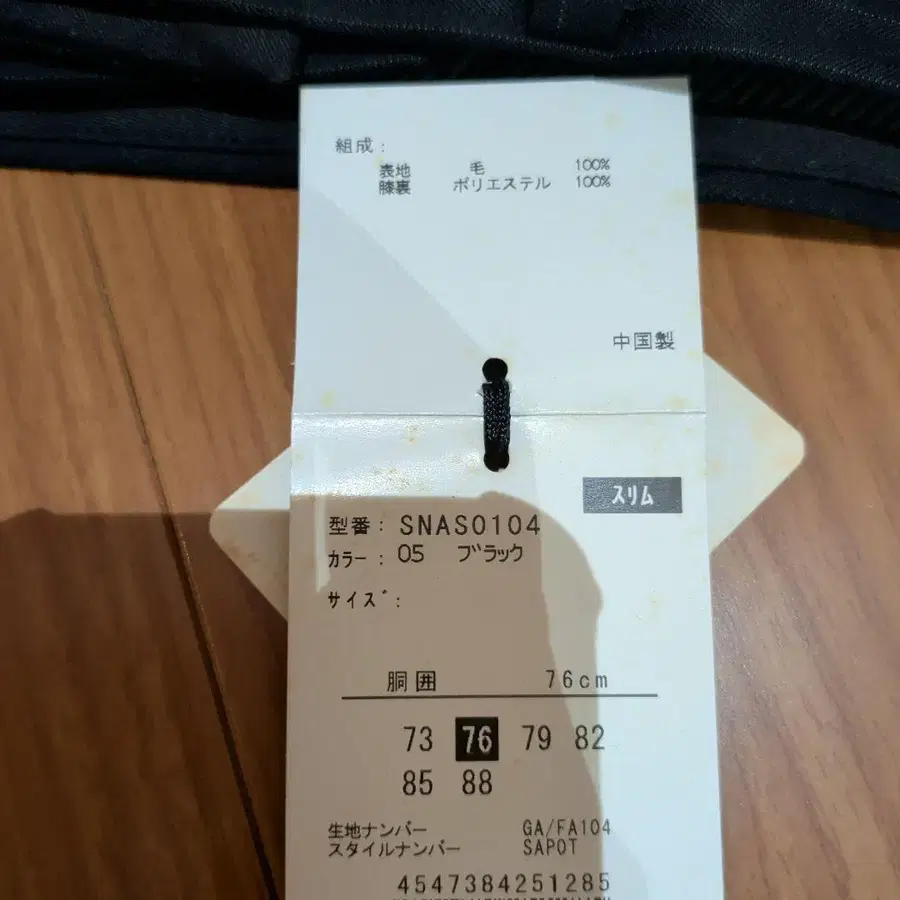 組成：
表地 毛 100%
膝裏 ポリエステル 100%
中国製
スリム
型番： SNAS0104
カラー： 05 ブラック
サイズ：
胴囲 76cm
73 76 79 82
85 88
生地ナンバー GA/FA104
スタイルナンバー SAPOT
4547384251285